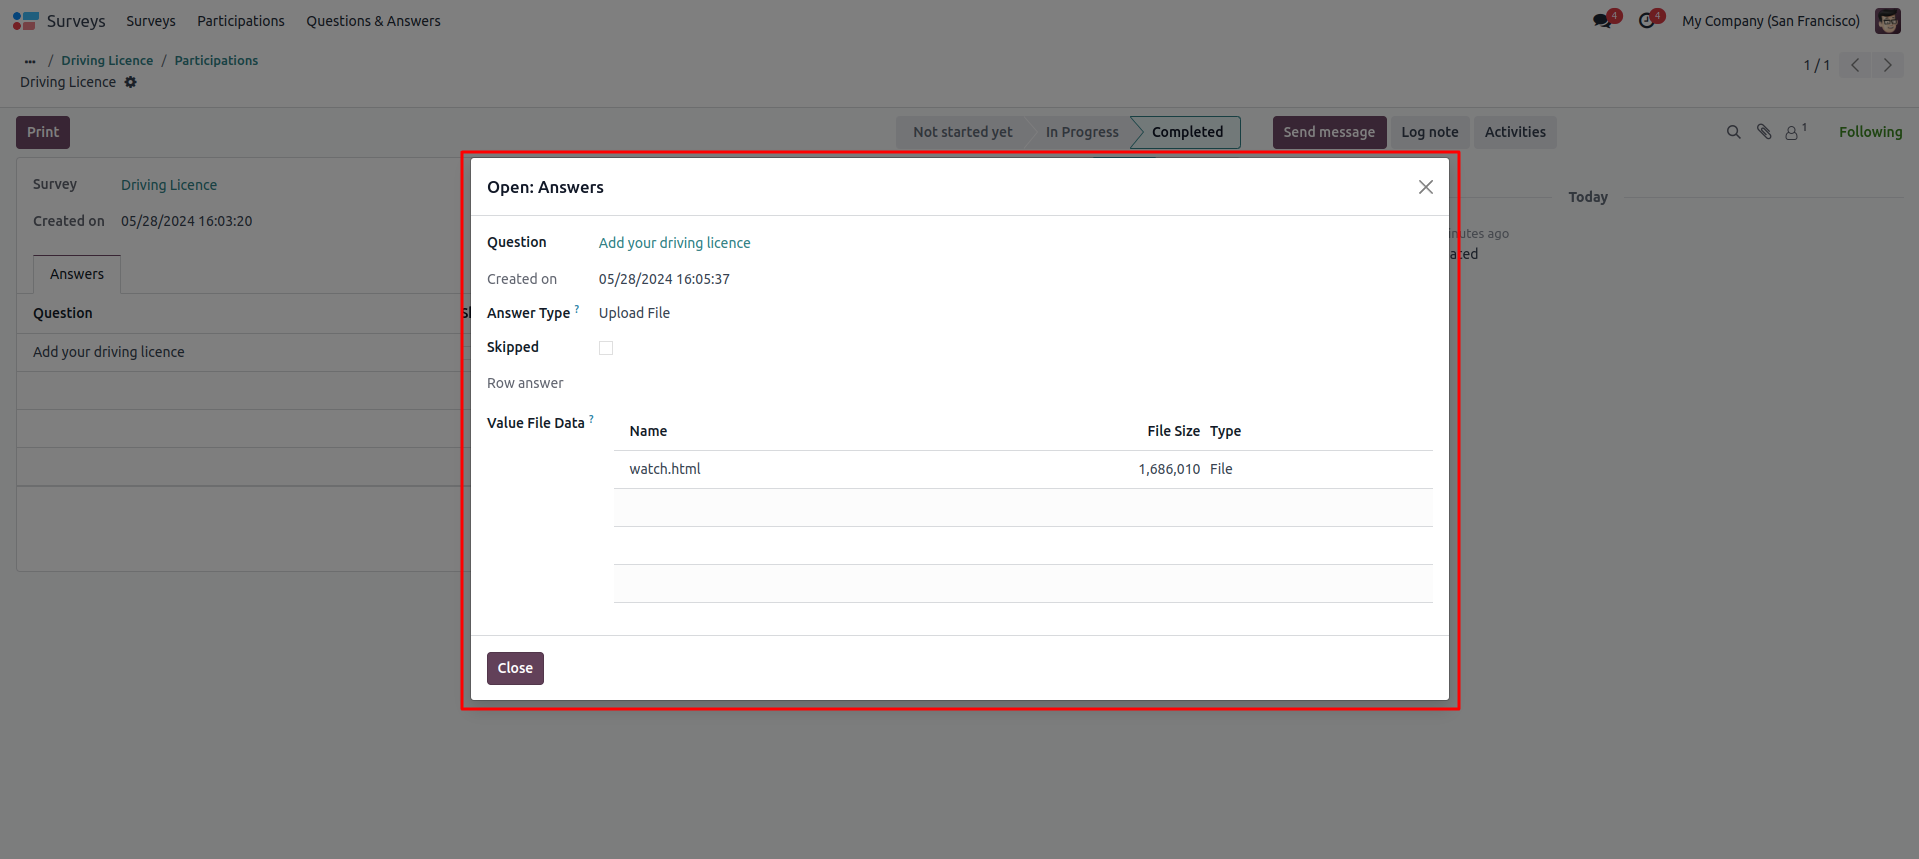 Surveys Surveys Participations Questions & Answers 4 4 My Company (San Francisco)
... / Driving Licence / Participations
Driving Licence
1 / 1
Print Not started yet In Progress Completed Send message Log note Activities 1 Following
Survey Driving Licence
Created on 05/28/2024 16:03:20
Answers
Question
Add your driving licence
Today
Open: Answers
Question Add your driving licence
Created on 05/28/2024 16:05:37
Answer Type ? Upload File
Skipped
Row answer
Value File Data ?
Name File Size Type
watch.html 1,686,010 File
Close